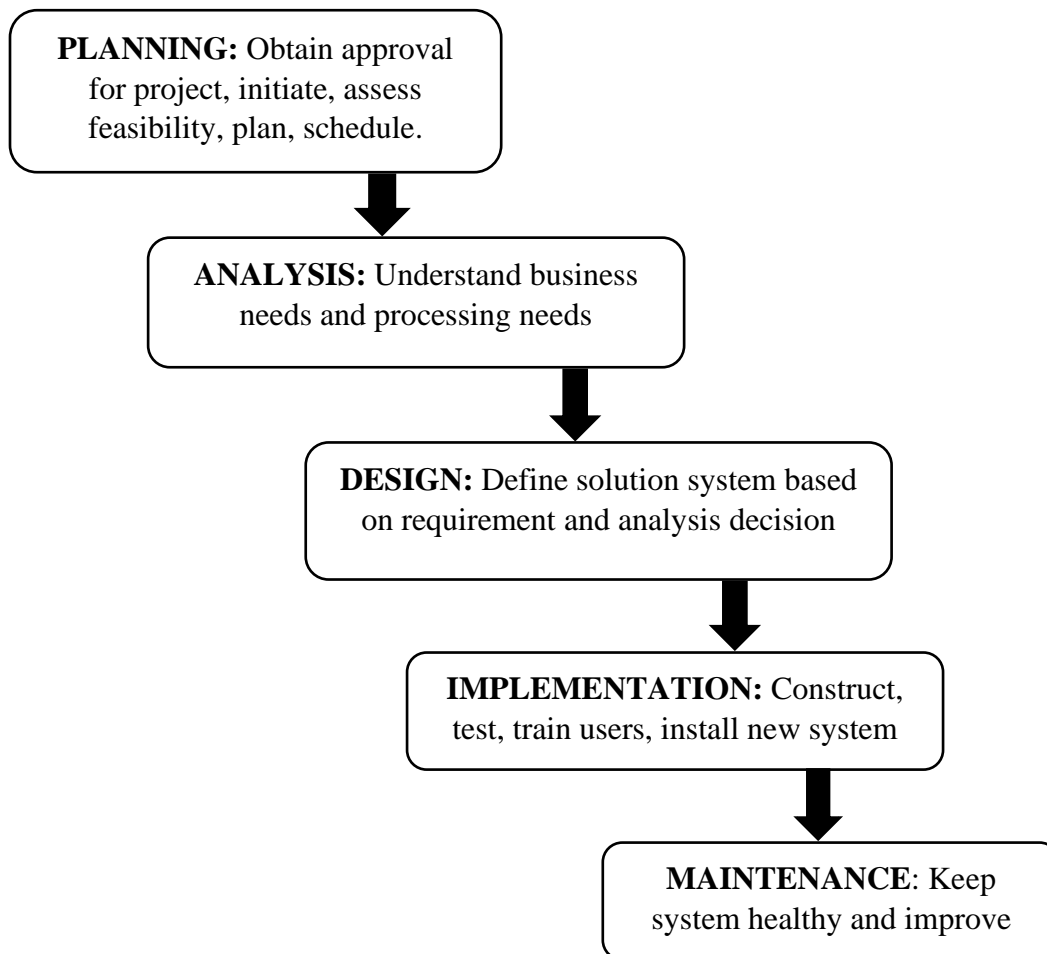 PLANNING: Obtain approval
for project, initiate, assess
feasibility, plan, schedule.
ANALYSIS: Understand business
needs and processing needs
DESIGN: Define solution system based
on requirement and analysis decision
IMPLEMENTATION: Construct,
test, train users, install new system
MAINTENANCE: Keep
system healthy and improve